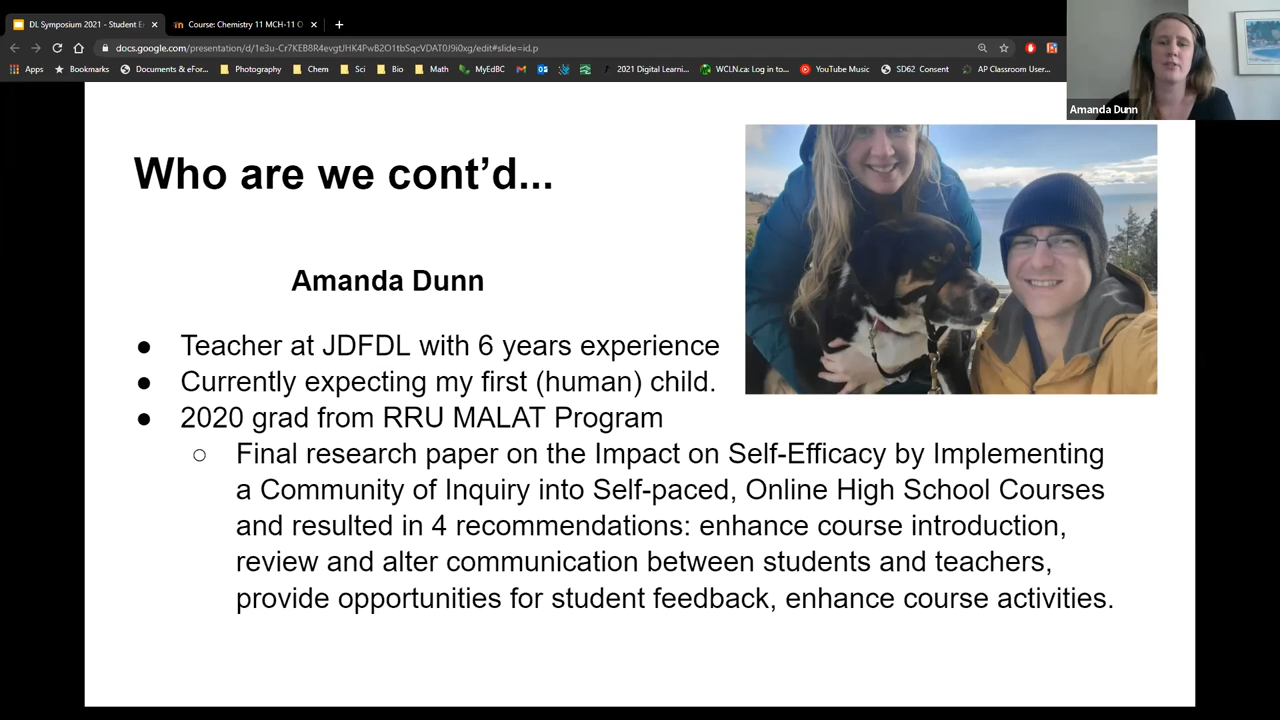 DL Symposium 2021 - Student E
Course: Chemistry 11 MCH-11 O
docs.google.com/presentation/d/1e3u-Cr7KEB8R4evgtJHK4PwB2O1tbSqcVDAT0J9i0xg/edit#slide=id.p
Apps Bookmarks Documents & eFor... Photography Chem Sci Bio Math MyEdBC 2021 Digital Learni... WCLN.ca: Log in to... YouTube Music SD62 Consent AP Classroom User...
Amanda Dunn
Who are we cont’d...
Amanda Dunn
● Teacher at JDFDL with 6 years experience
● Currently expecting my first (human) child.
● 2020 grad from RRU MALAT Program
○ Final research paper on the Impact on Self-Efficacy by Implementing
a Community of Inquiry into Self-paced, Online High School Courses
and resulted in 4 recommendations: enhance course introduction,
review and alter communication between students and teachers,
provide opportunities for student feedback, enhance course activities.